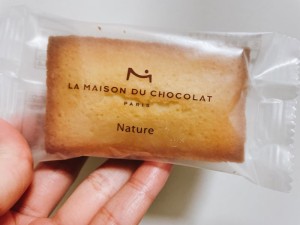 LA MAISON DU CHOCOLAT
PARIS
Nature